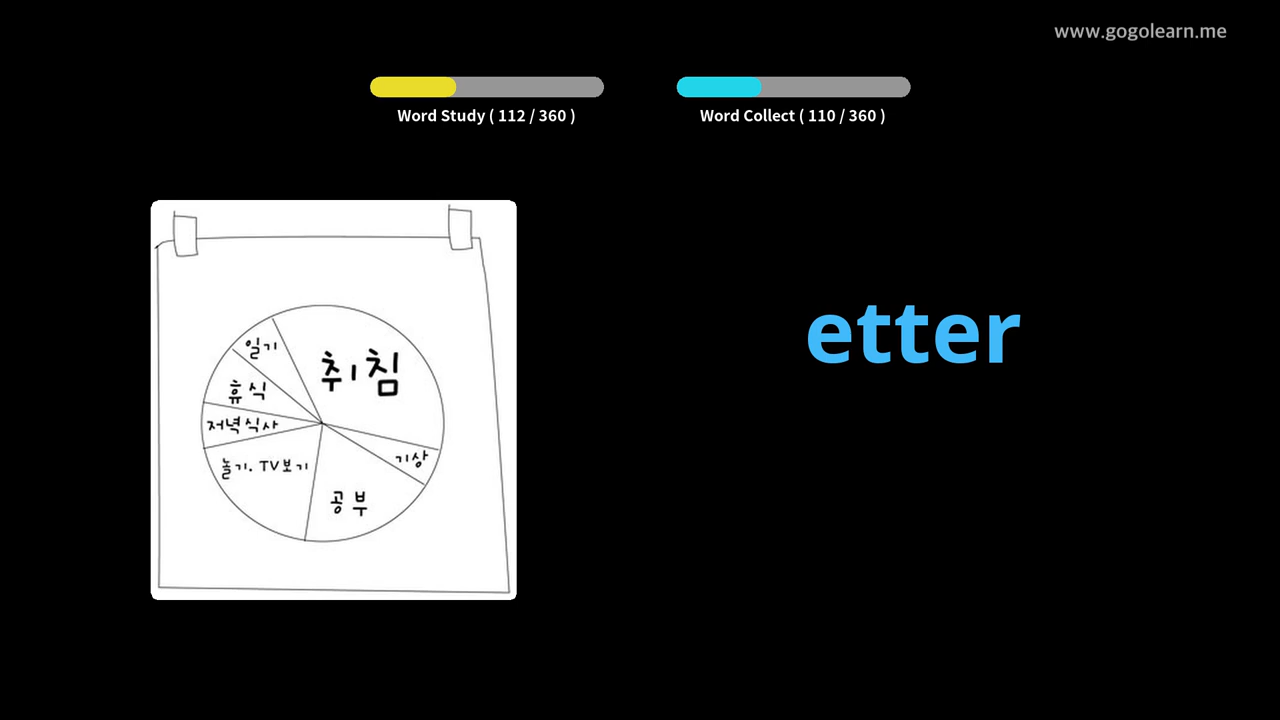 www.gogolearn.me
Word Study ( 112 / 360 )
Word Collect ( 110 / 360 )
일기
취침
휴식
저녁식사
놀기. TV보기
기상
공부
etter